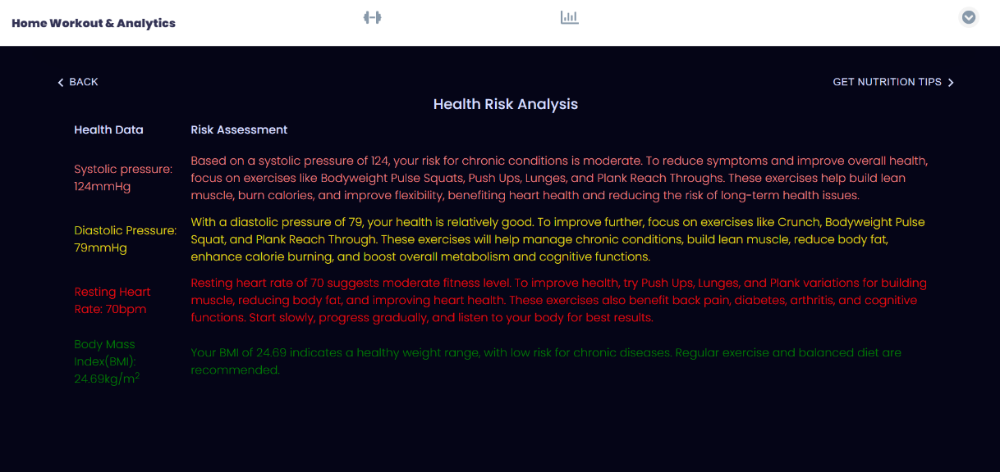 Home Workout & Analytics
BACK
GET NUTRITION TIPS
Health Risk Analysis
Health Data
Risk Assessment
Systolic pressure:
124mmHg
Based on a systolic pressure of 124, your risk for chronic conditions is moderate. To reduce symptoms and improve overall health,
focus on exercises like Bodyweight Pulse Squats, Push Ups, Lunges, and Plank Reach Throughs. These exercises help build lean
muscle, burn calories, and improve flexibility, benefiting heart health and reducing the risk of long-term health issues.
Diastolic Pressure:
79mmHg
With a diastolic pressure of 79, your health is relatively good. To improve further, focus on exercises like Crunch, Bodyweight Pulse
Squat, and Plank Reach Through. These exercises will help manage chronic conditions, build lean muscle, reduce body fat,
enhance calorie burning, and boost overall metabolism and cognitive functions.
Resting Heart
Rate: 70bpm
Resting heart rate of 70 suggests moderate fitness level. To improve health, try Push Ups, Lunges, and Plank variations for building
muscle, reducing body fat, and improving heart health. These exercises also benefit back pain, diabetes, arthritis, and cognitive
functions. Start slowly, progress gradually, and listen to your body for best results.
Body Mass
Index(BMI):
24.69kg/m²
Your BMI of 24.69 indicates a healthy weight range, with low risk for chronic diseases. Regular exercise and balanced diet are
recommended.